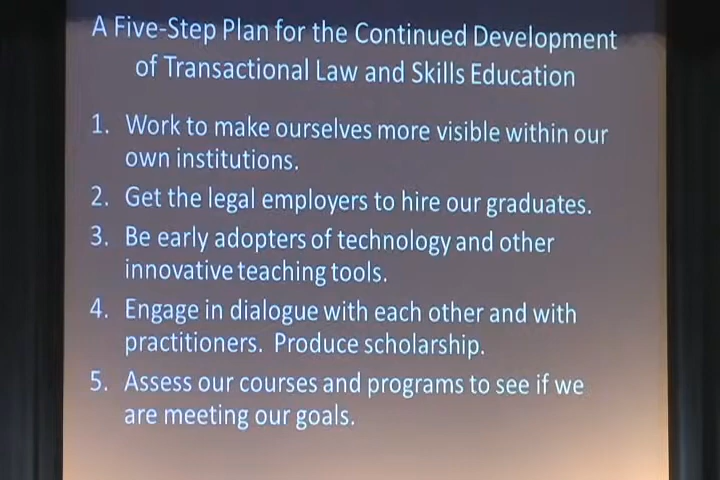 A Five-Step Plan for the Continued Development
of Transactional Law and Skills Education
1. Work to make ourselves more visible within our
own institutions.
2. Get the legal employers to hire our graduates.
3. Be early adopters of technology and other
innovative teaching tools.
4. Engage in dialogue with each other and with
practitioners. Produce scholarship.
5. Assess our courses and programs to see if we
are meeting our goals.